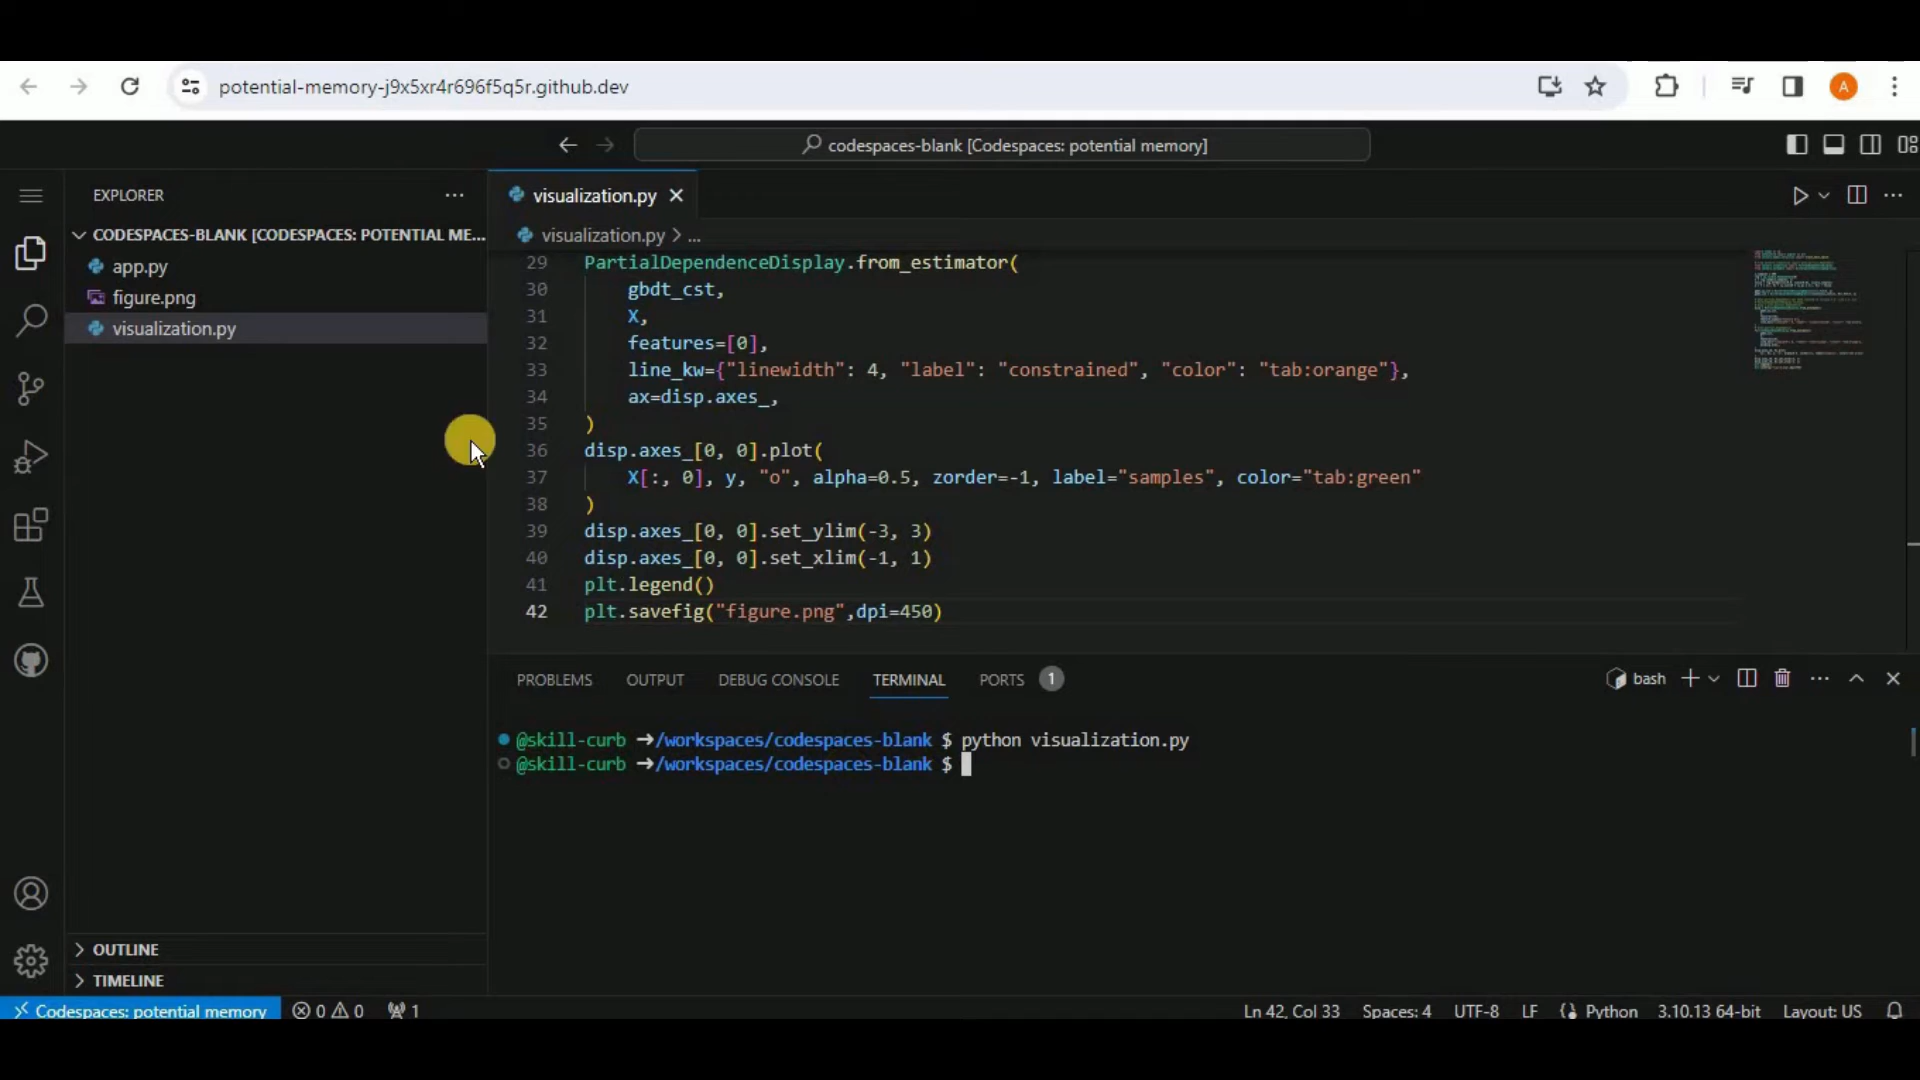 potential-memory-j9x5xr4r696f5q5r.github.dev
A
codespaces-blank [Codespaces: potential memory]
EXPLORER
visualization.py
CODESPACES-BLANK [CODESPACES: POTENTIAL ME...
visualization.py > ...
app.py
figure.png
visualization.py
29 PartialDependenceDisplay.from_estimator(
30 gbdt_cst,
31 X,
32 features=[0],
33 line_kw={"linewidth": 4, "label": "constrained", "color": "tab:orange"},
34 ax=disp.axes_,
35 )
36 disp.axes_[0, 0].plot(
37 X[:, 0], y, "o", alpha=0.5, zorder=-1, label="samples", color="tab:green"
38 )
39 disp.axes_[0, 0].set_ylim(-3, 3)
40 disp.axes_[0, 0].set_xlim(-1, 1)
41 plt.legend()
42 plt.savefig("figure.png",dpi=450)
PROBLEMS OUTPUT DEBUG CONSOLE TERMINAL PORTS 1
bash
@skill-curb ➜/workspaces/codespaces-blank $ python visualization.py
@skill-curb ➜/workspaces/codespaces-blank $
OUTLINE
TIMELINE
Codespaces: potential memory 0 0 1 Ln 42, Col 33 Spaces: 4 UTF-8 LF Python 3.10.13 64-bit Layout: US